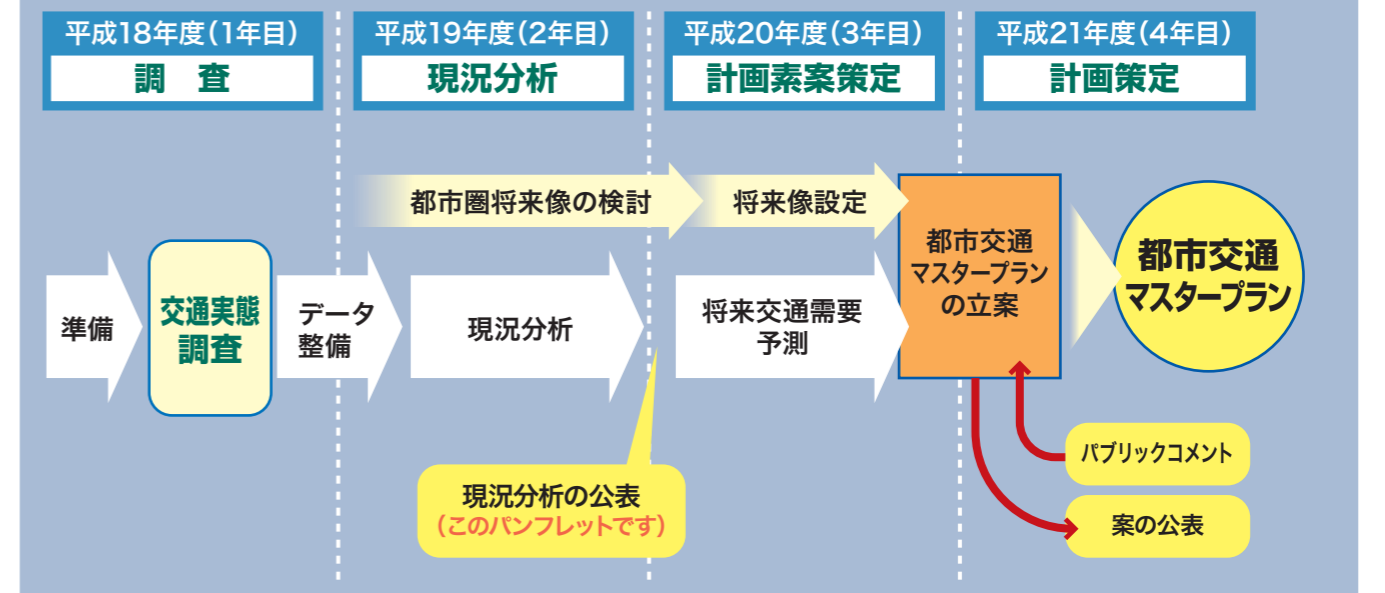 平成18年度(1年目)
調 査
平成19年度(2年目)
現況分析
平成20年度(3年目)
計画素案策定
平成21年度(4年目)
計画策定
都市圏将来像の検討
将来像設定
準備
交通実態
調査
データ
整備
現況分析
将来交通需要
予測
都市交通
マスタープラン
の立案
都市交通
マスタープラン
現況分析の公表
(このパンフレットです)
パブリックコメント
案の公表